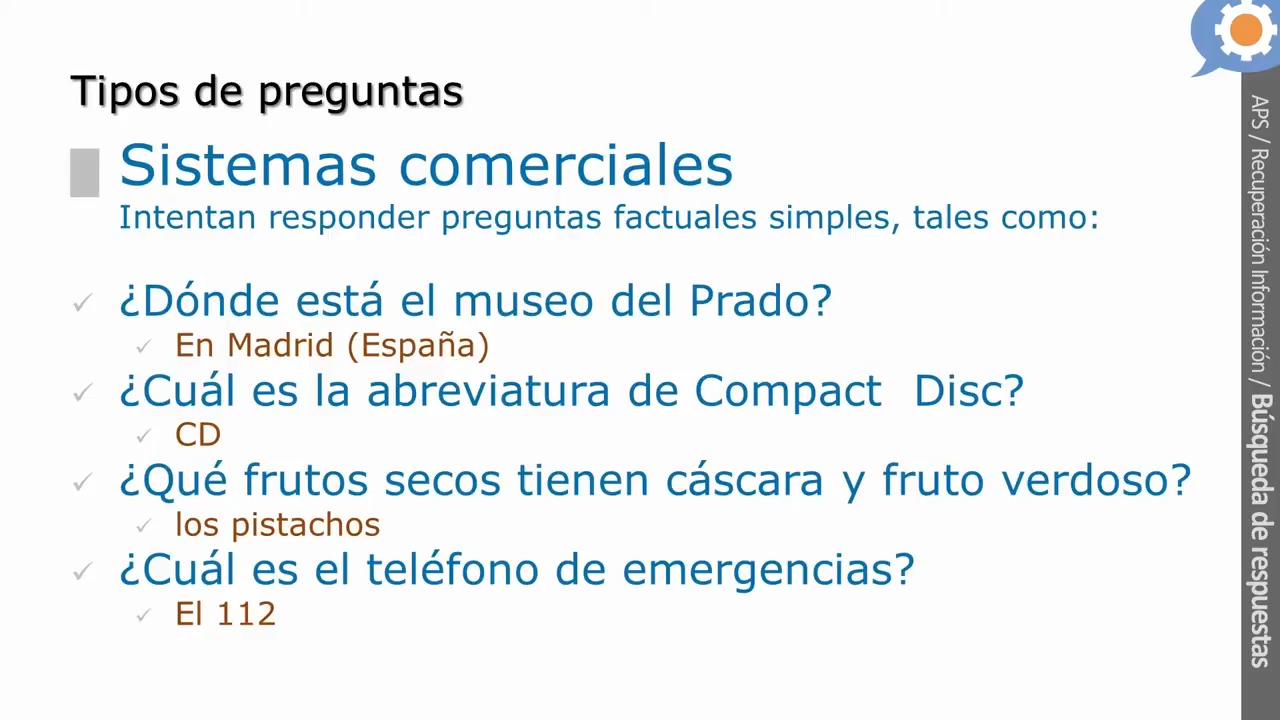 Tipos de preguntas
Sistemas comerciales
Intentan responder preguntas factuales simples, tales como:
¿Dónde está el museo del Prado?
En Madrid (España)
¿Cuál es la abreviatura de Compact  Disc?
CD
¿Qué frutos secos tienen cáscara y fruto verdoso?
los pistachos
¿Cuál es el teléfono de emergencias?
El 112
APS / Recuperación Información / Búsqueda de respuestas